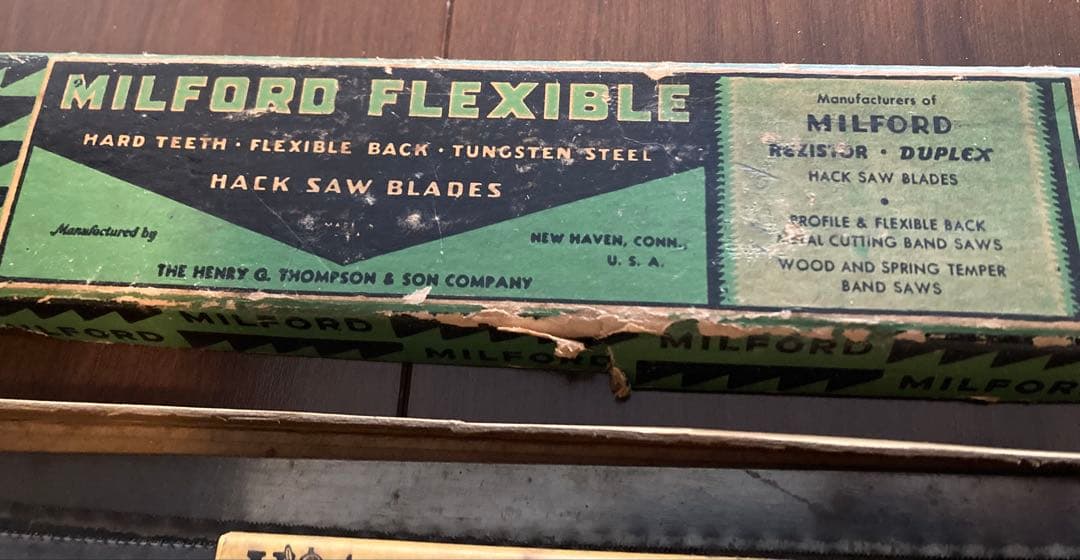 MILFORD FLEXIBLE
HARD TEETH · FLEXIBLE BACK · TUNGSTEN STEEL
HACK SAW BLADES
Manufactured by
THE HENRY G. THOMPSON & SON COMPANY
NEW HAVEN, CONN.,
U. S. A.
Manufacturers of
MILFORD
REZISTOR · DUPLEX
HACK SAW BLADES
•
PROFILE & FLEXIBLE BACK
METAL CUTTING BAND SAWS
WOOD AND SPRING TEMPER
BAND SAWS
MILFORD MILFORD MILFORD
MILFORD MILFOR